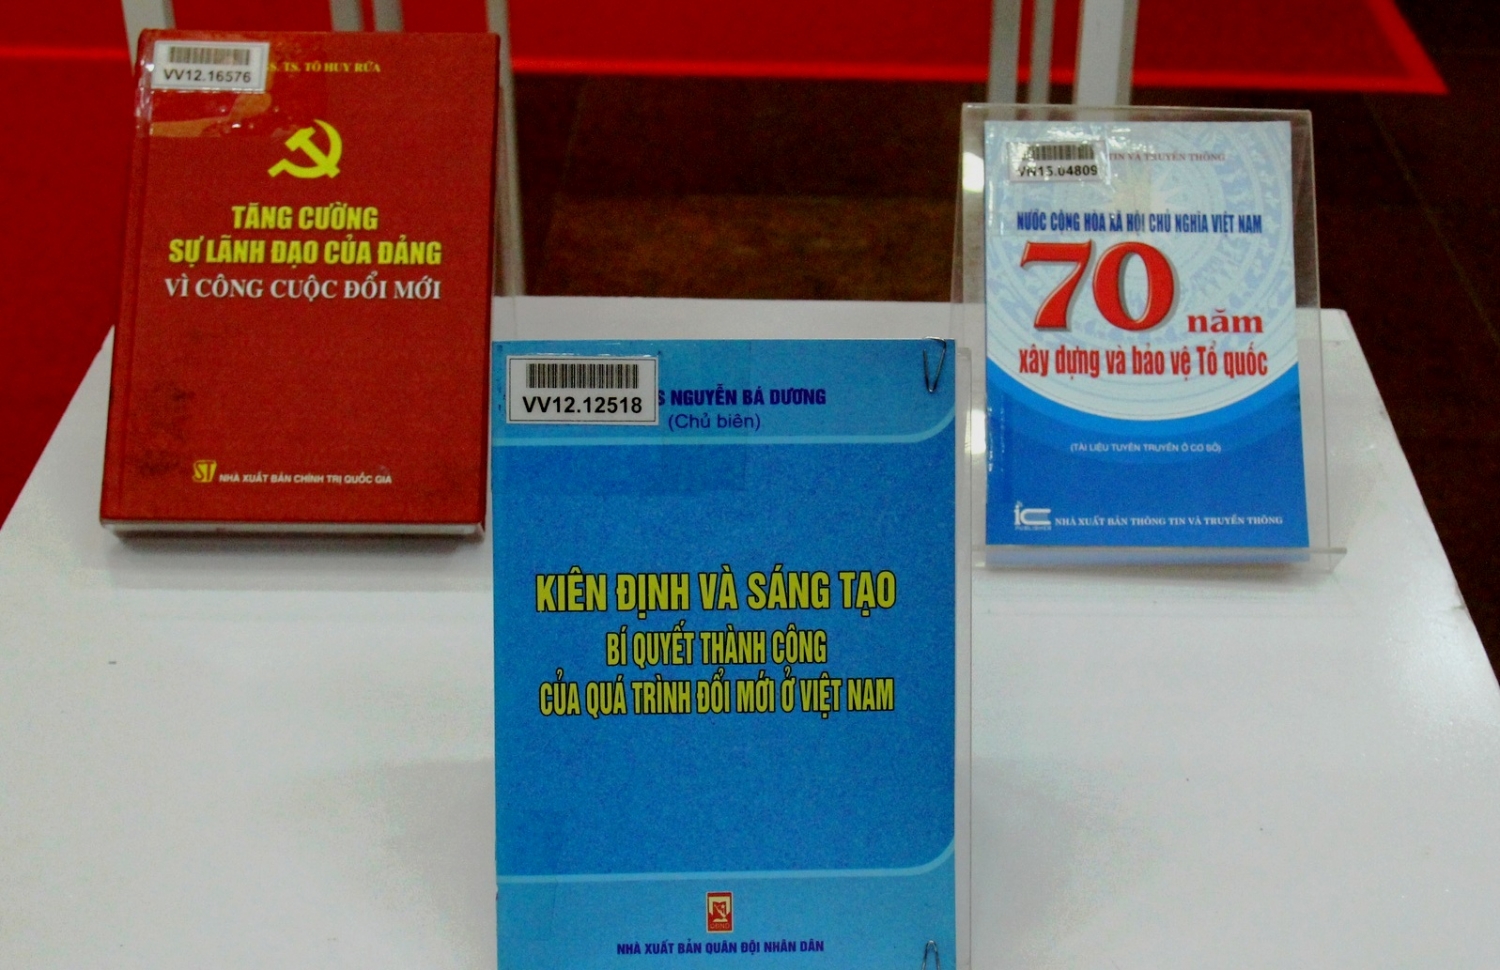 VV12.16576
TS. TÔ HUY RỨA
TĂNG CƯỜNG
SỰ LÃNH ĐẠO CỦA ĐẢNG
VÌ CÔNG CUỘC ĐỔI MỚI
ST NHÀ XUẤT BẢN CHÍNH TRỊ QUỐC GIA
VV12.12518
NGUYỄN BÁ DƯƠNG
(Chủ biên)
KIÊN ĐỊNH VÀ SÁNG TẠO
BÍ QUYẾT THÀNH CÔNG
CỦA QUÁ TRÌNH ĐỔI MỚI Ở VIỆT NAM
QĐND
NHÀ XUẤT BẢN QUÂN ĐỘI NHÂN DÂN
TIN VÀ TRUYỀN THÔNG
VN15.04809
NƯỚC CỘNG HÒA XÃ HỘI CHỦ NGHĨA VIỆT NAM
70 năm
xây dựng và bảo vệ Tổ quốc
(TÀI LIỆU TUYÊN TRUYỀN Ở CƠ SỞ)
NHÀ XUẤT BẢN THÔNG TIN VÀ TRUYỀN THÔNG